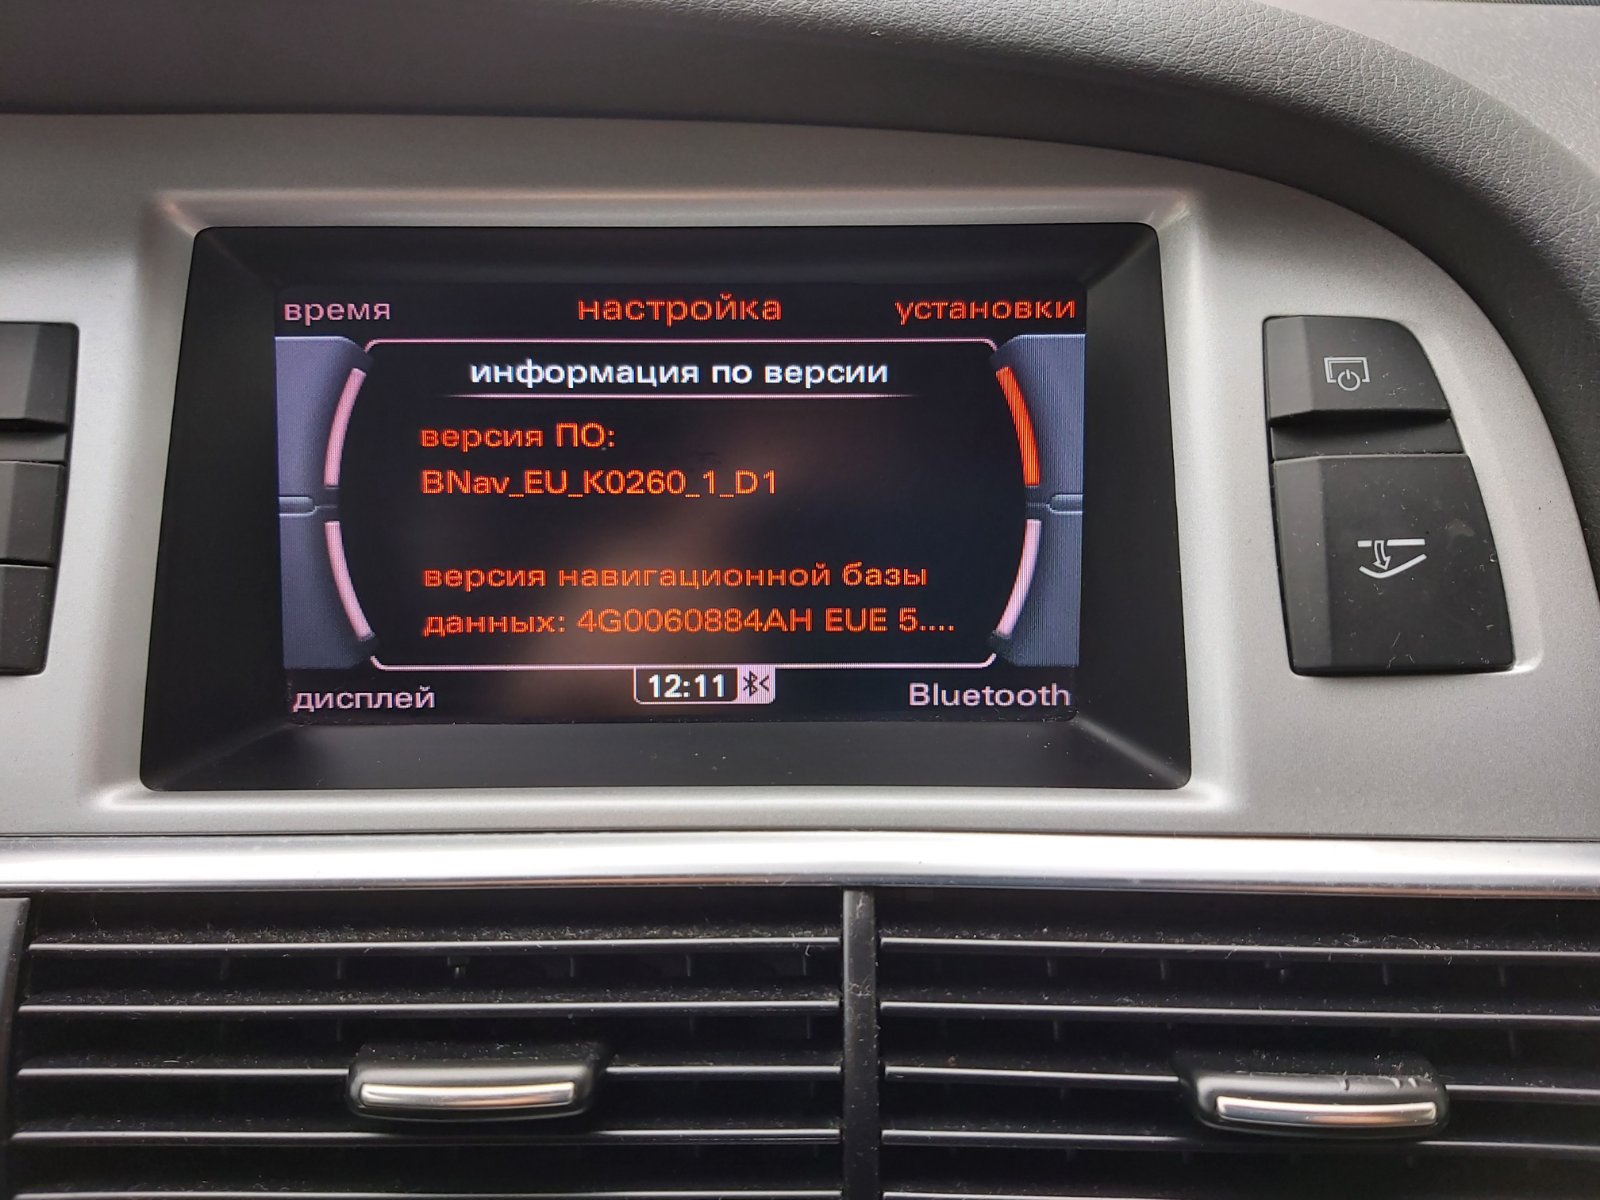 время настройка установки
информация по версии
версия ПО:
BNav_EU_K0260_1_D1
версия навигационной базы
данных: 4G0060884AH EUE 5....
12:11
дисплей Bluetooth